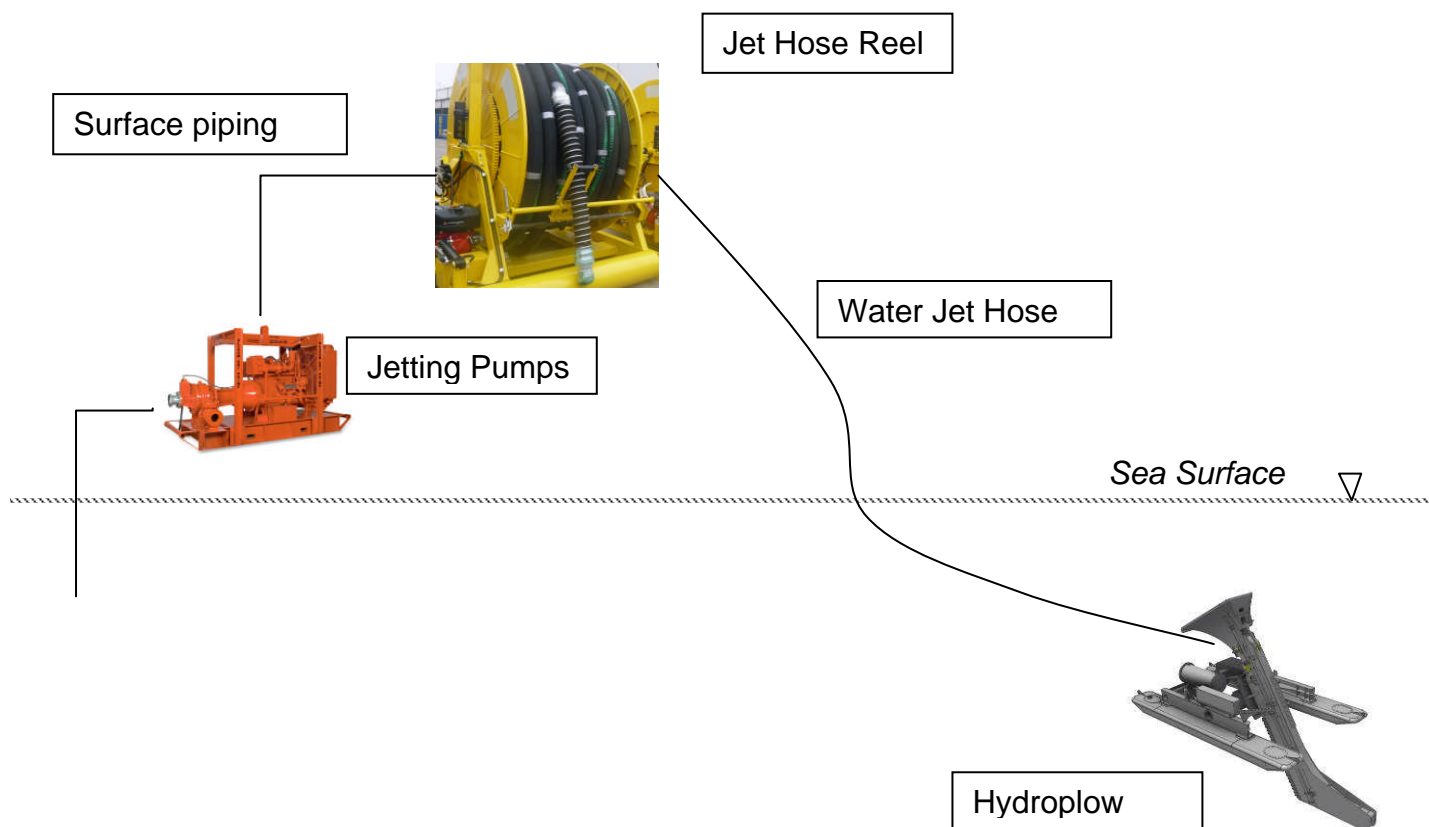 Jet Hose Reel
Surface piping
Water Jet Hose
Jetting Pumps
Sea Surface
Hydroplow